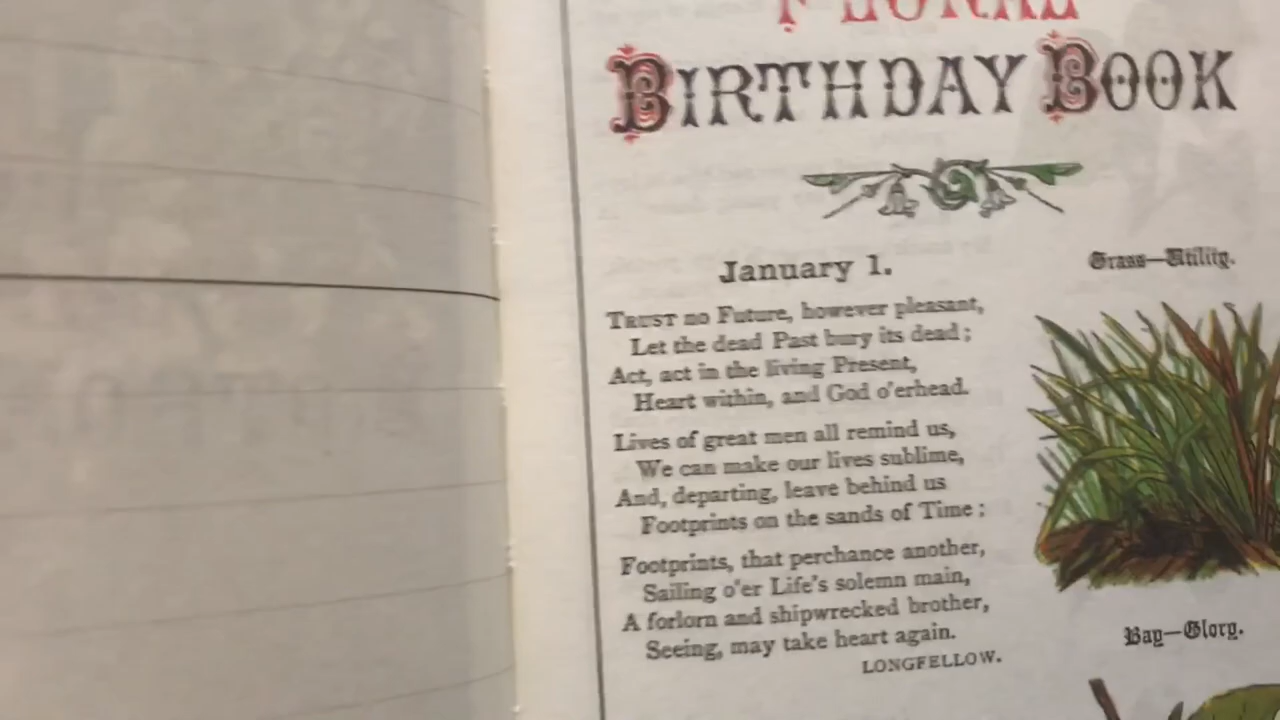 FLORAL
BIRTHDAY BOOK
January 1.
TRUST no Future, however pleasant,
Let the dead Past bury its dead;
Act, act in the living Present,
Heart within, and God o'erhead.
Lives of great men all remind us,
We can make our lives sublime,
And, departing, leave behind us
Footprints on the sands of Time;
Footprints, that perchance another,
Sailing o'er Life's solemn main,
A forlorn and shipwrecked brother,
Seeing, may take heart again.
LONGFELLOW.
Grass—Utility.
Bay—Glory.